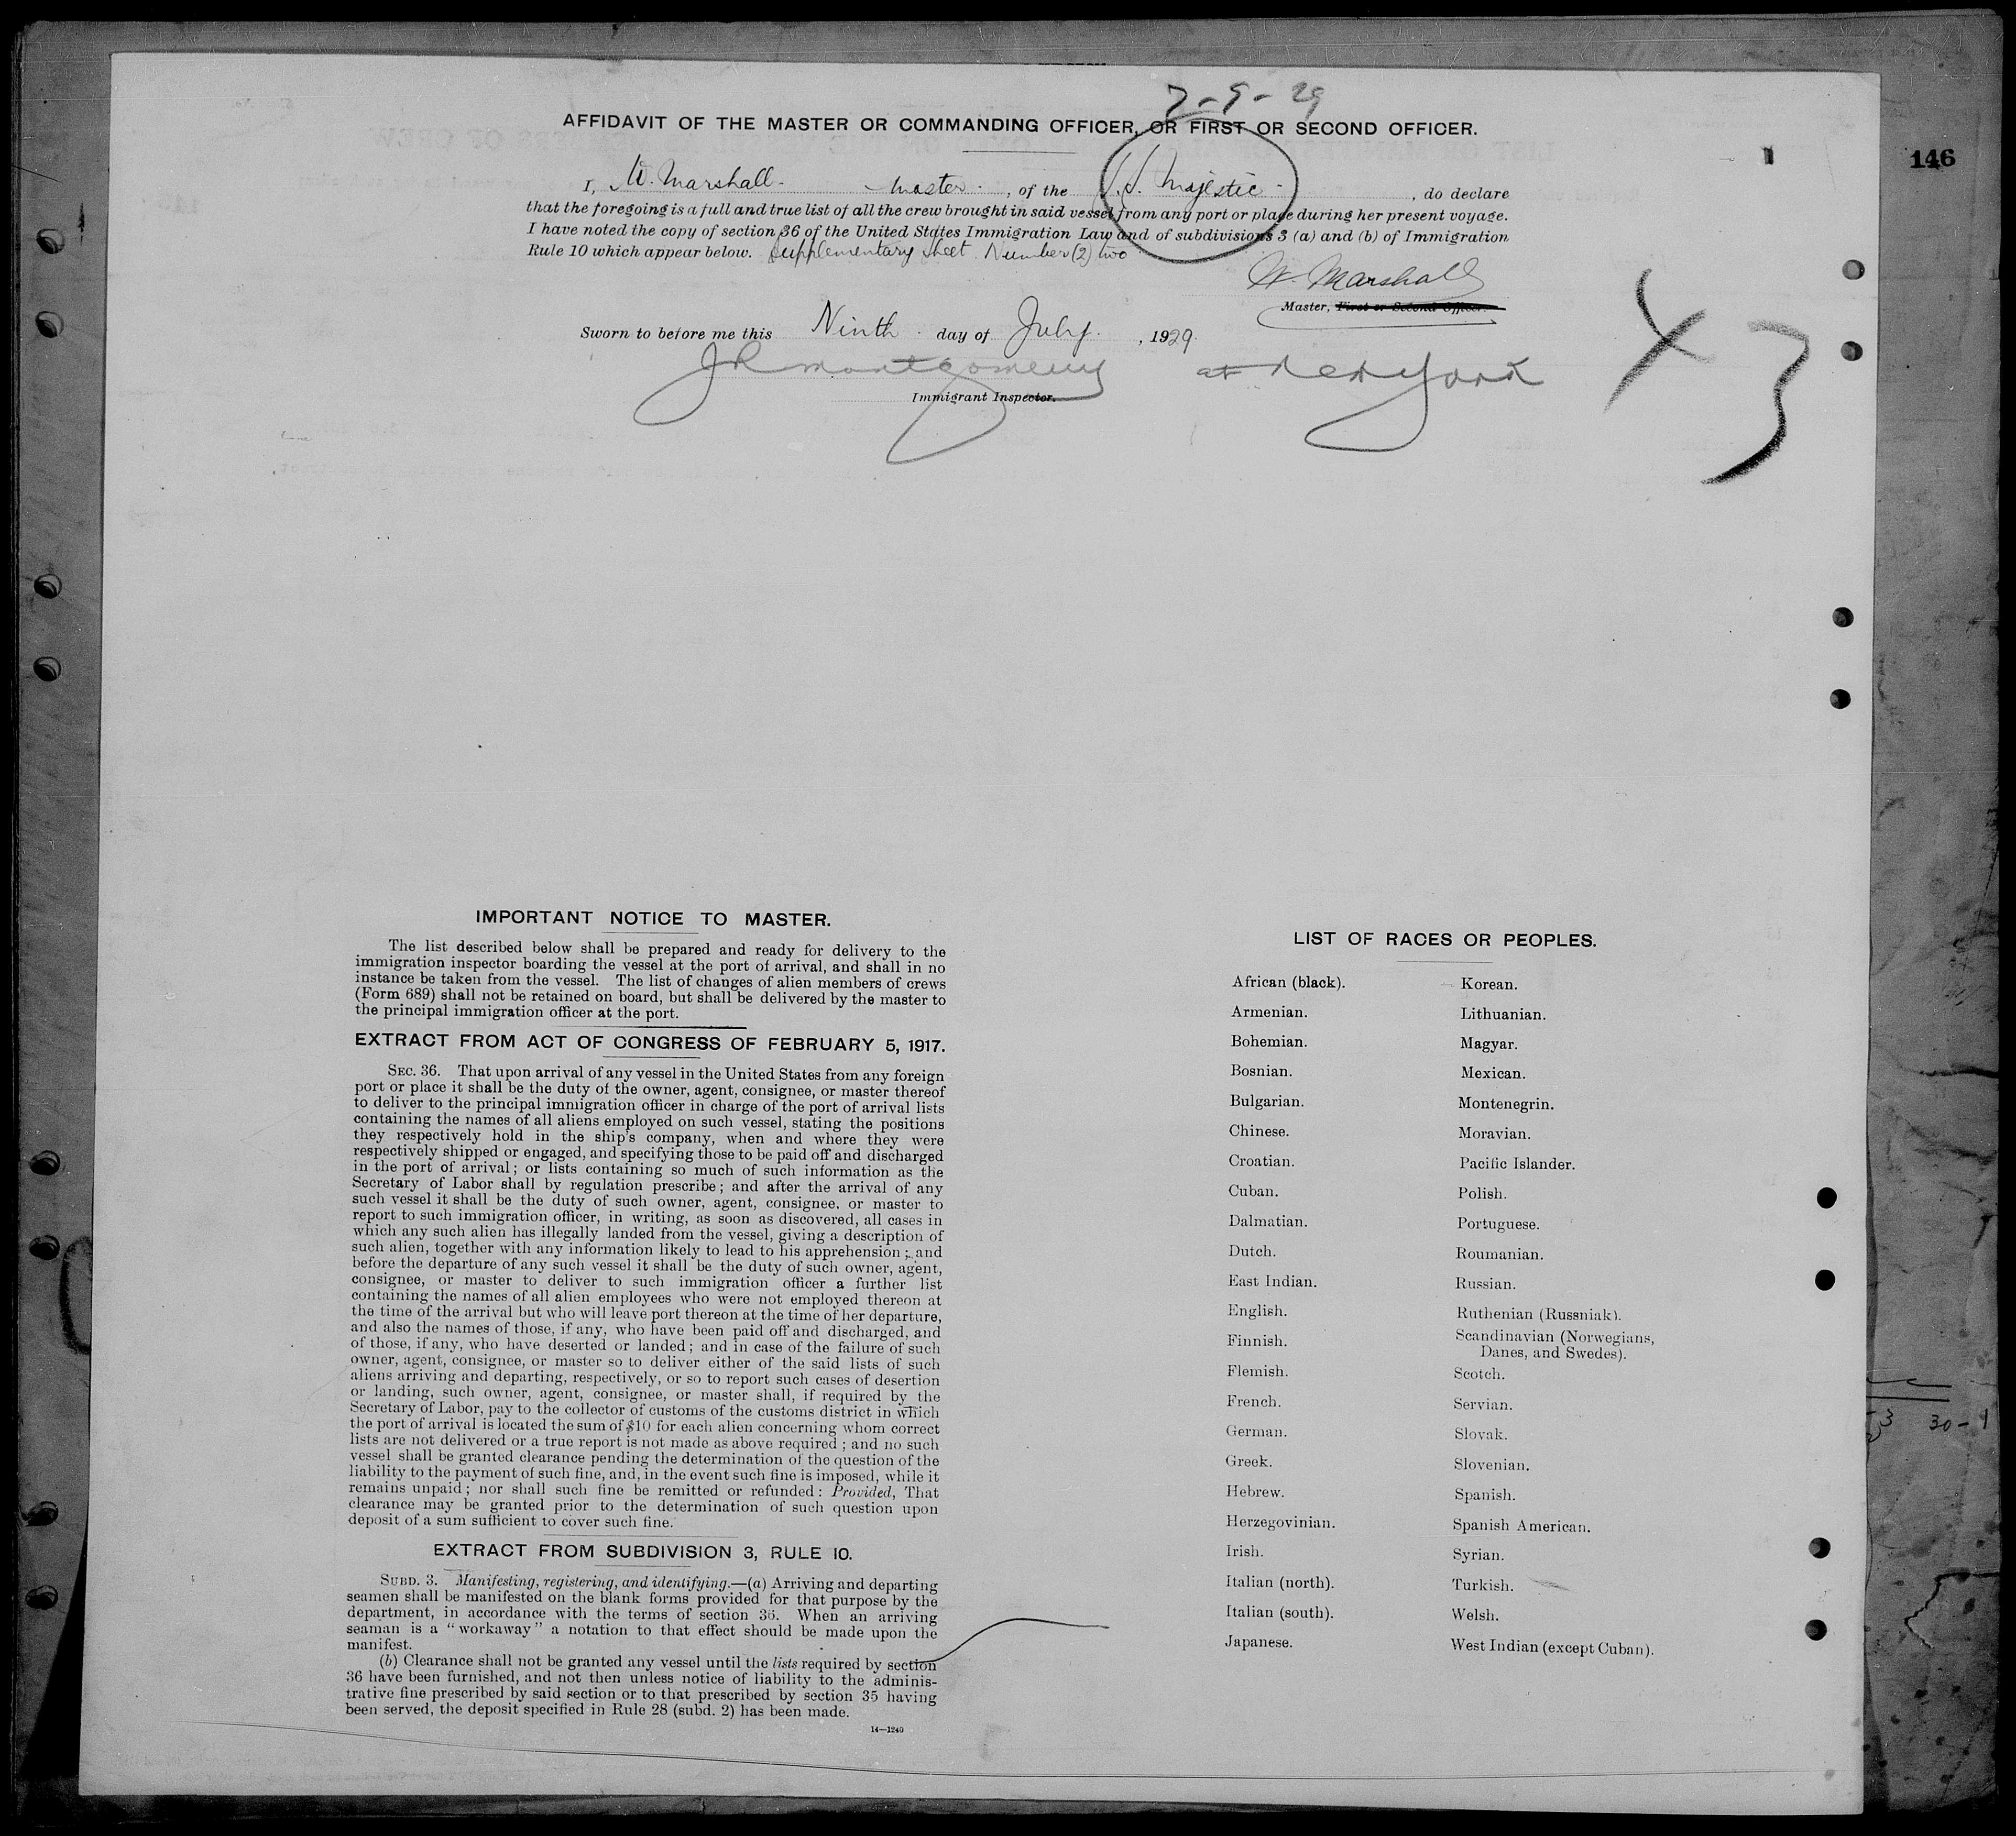 7-9-29
AFFIDAVIT OF THE MASTER OR COMMANDING OFFICER, OR FIRST OR SECOND OFFICER.
146
I, W. Marshall - Master - , of the S.S. Majestic - , do declare
that the foregoing is a full and true list of all the crew brought in said vessel from any port or place during her present voyage.
I have noted the copy of section 36 of the United States Immigration Law and of subdivisions 3 (a) and (b) of Immigration
Rule 10 which appear below. Supplementary Sheet Number (2) two
W. Marshall
Master, First or Second Officer.
Sworn to before me this Ninth day of July , 1929
J R Montgomery at New York
Immigrant Inspector.
X 3
IMPORTANT NOTICE TO MASTER.
The list described below shall be prepared and ready for delivery to the
immigration inspector boarding the vessel at the port of arrival, and shall in no
instance be taken from the vessel. The list of changes of alien members of crews
(Form 689) shall not be retained on board, but shall be delivered by the master to
the principal immigration officer at the port.
EXTRACT FROM ACT OF CONGRESS OF FEBRUARY 5, 1917.
SEC. 36. That upon arrival of any vessel in the United States from any foreign
port or place it shall be the duty of the owner, agent, consignee, or master thereof
to deliver to the principal immigration officer in charge of the port of arrival lists
containing the names of all aliens employed on such vessel, stating the positions
they respectively hold in the ship's company, when and where they were
respectively shipped or engaged, and specifying those to be paid off and discharged
in the port of arrival; or lists containing so much of such information as the
Secretary of Labor shall by regulation prescribe; and after the arrival of any
such vessel it shall be the duty of such owner, agent, consignee, or master to
report to such immigration officer, in writing, as soon as discovered, all cases in
which any such alien has illegally landed from the vessel, giving a description of
such alien, together with any information likely to lead to his apprehension; and
before the departure of any such vessel it shall be the duty of such owner, agent,
consignee, or master to deliver to such immigration officer a further list
containing the names of all alien employees who were not employed thereon at
the time of the arrival but who will leave port thereon at the time of her departure,
and also the names of those, if any, who have been paid off and discharged, and
of those, if any, who have deserted or landed; and in case of the failure of such
owner, agent, consignee, or master so to deliver either of the said lists of such
aliens arriving and departing, respectively, or so to report such cases of desertion
or landing, such owner, agent, consignee, or master shall, if required by the
Secretary of Labor, pay to the collector of customs of the customs district in which
the port of arrival is located the sum of $10 for each alien concerning whom correct
lists are not delivered or a true report is not made as above required; and no such
vessel shall be granted clearance pending the determination of the question of the
liability to the payment of such fine, and, in the event such fine is imposed, while it
remains unpaid; nor shall such fine be remitted or refunded: Provided, That
clearance may be granted prior to the determination of such question upon
deposit of a sum sufficient to cover such fine.
EXTRACT FROM SUBDIVISION 3, RULE 10.
SUBD. 3. Manifesting, registering, and identifying.—(a) Arriving and departing
seamen shall be manifested on the blank forms provided for that purpose by the
department, in accordance with the terms of section 36. When an arriving
seaman is a "workaway" a notation to that effect should be made upon the
manifest.
(b) Clearance shall not be granted any vessel until the lists required by section
36 have been furnished, and not then unless notice of liability to the adminis-
trative fine prescribed by said section or to that prescribed by section 35 having
been served, the deposit specified in Rule 28 (subd. 2) has been made.
14—1240
LIST OF RACES OR PEOPLES.
African (black).
Armenian.
Bohemian.
Bosnian.
Bulgarian.
Chinese.
Croatian.
Cuban.
Dalmatian.
Dutch.
East Indian.
English.
Finnish.
Flemish.
French.
German.
Greek.
Hebrew.
Herzegovinian.
Irish.
Italian (north).
Italian (south).
Japanese.
Korean.
Lithuanian.
Magyar.
Mexican.
Montenegrin.
Moravian.
Pacific Islander.
Polish.
Portuguese.
Roumanian.
Russian.
Ruthenian (Russniak).
Scandinavian (Norwegians,
Danes, and Swedes).
Scotch.
Servian.
Slovak.
Slovenian.
Spanish.
Spanish American.
Syrian.
Turkish.
Welsh.
West Indian (except Cuban).
30-1